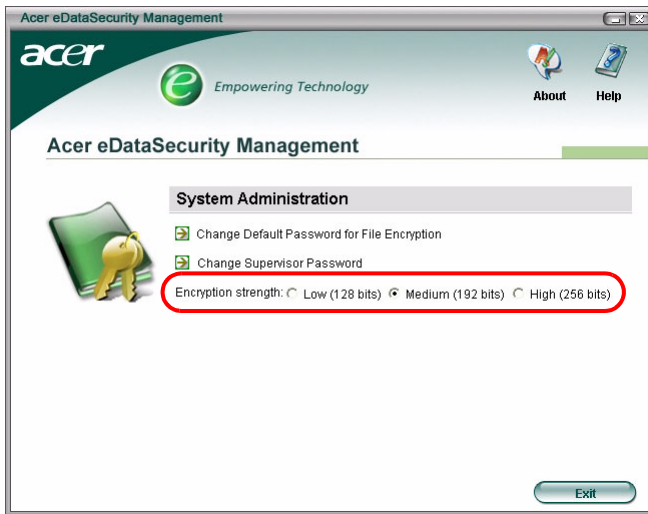 Acer eDataSecurity Management
acer
e Empowering Technology
About Help
Acer eDataSecurity Management
System Administration
Change Default Password for File Encryption
Change Supervisor Password
Encryption strength: Low (128 bits) Medium (192 bits) High (256 bits)
Exit